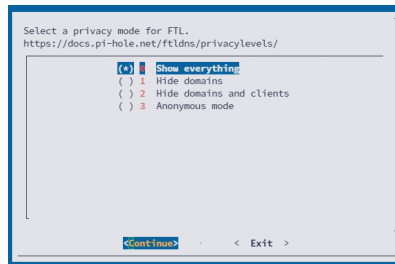 Select a privacy mode for FTL.
https://docs.pi-hole.net/ftldns/privacylevels/
(*) 0 Show everything
( ) 1 Hide domains
( ) 2 Hide domains and clients
( ) 3 Anonymous mode
<Continue> < Exit >